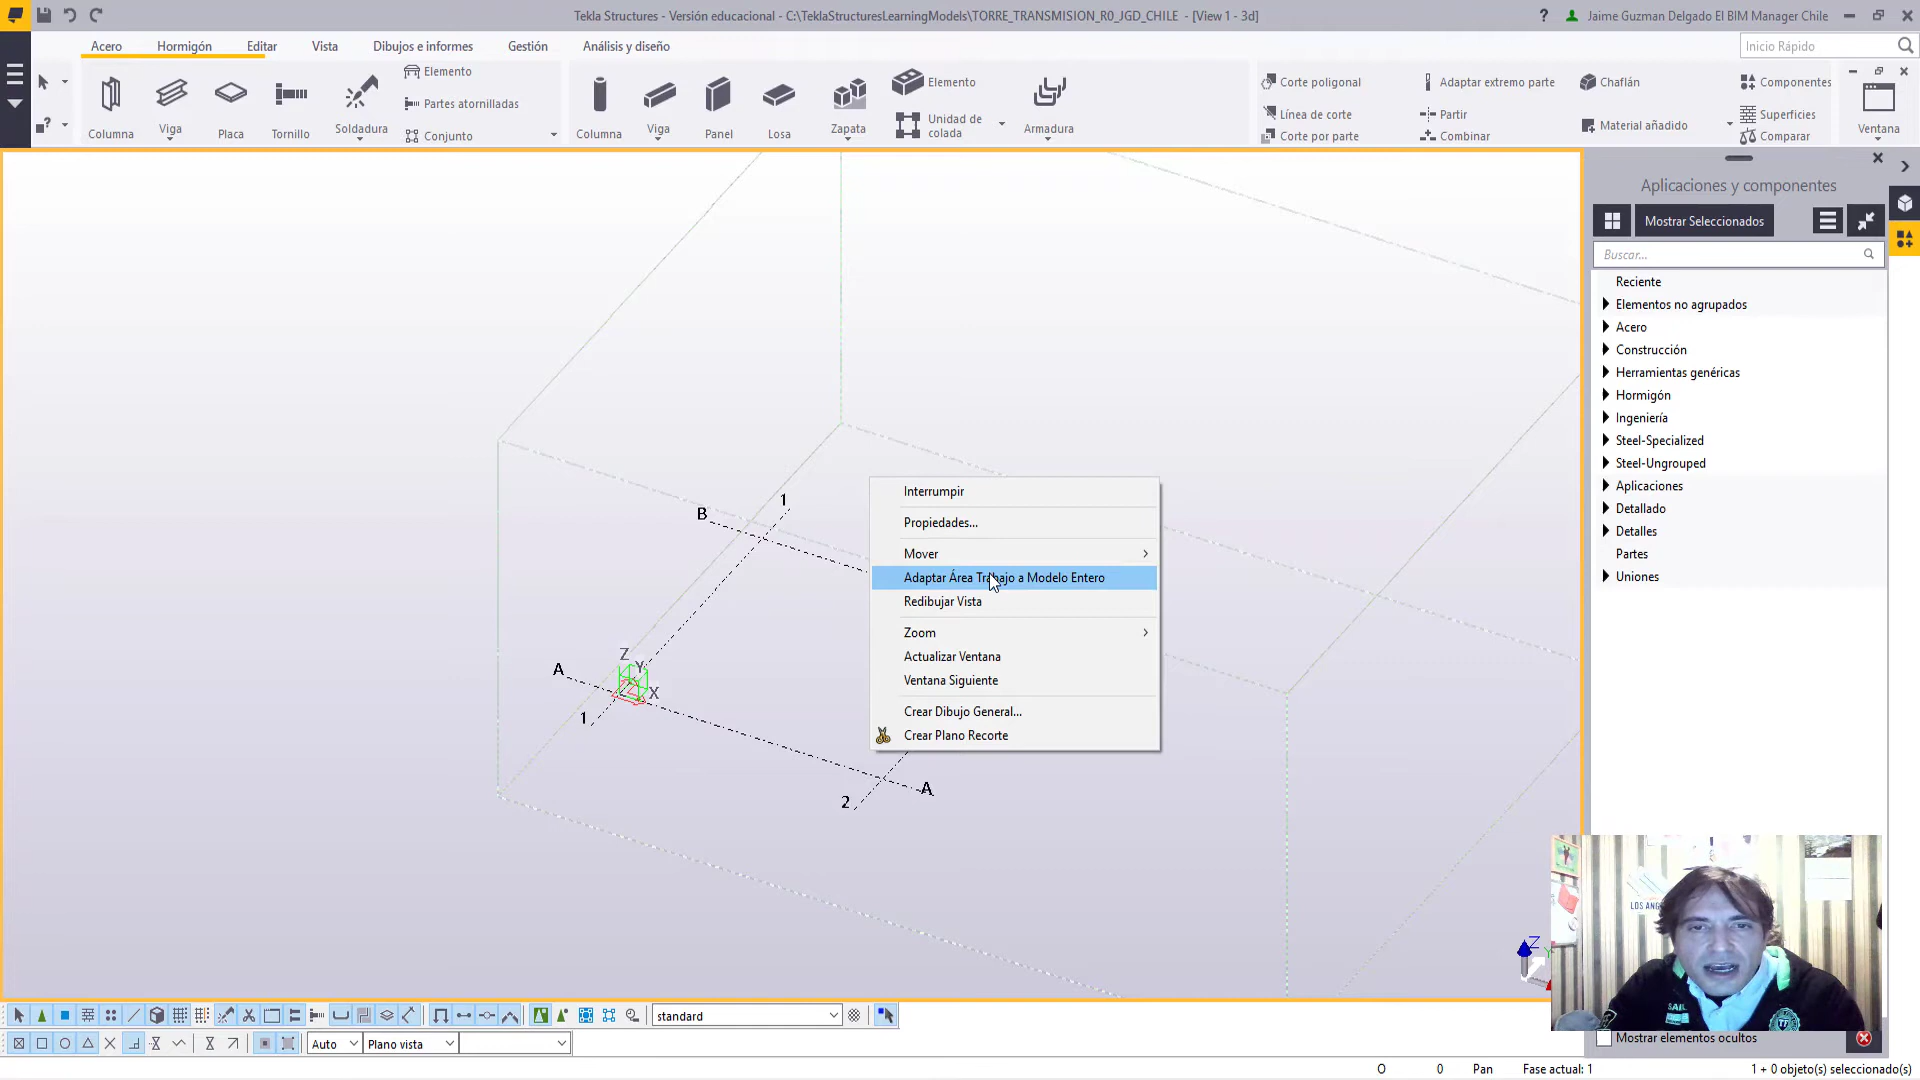 Tekla Structures - Versión educacional - C:\TeklaStructuresLearningModels\TORRE_TRANSMISION_R0_JGD_CHILE - [View 1 - 3d]
? Jaime Guzman Delgado El BIM Manager Chile
Acero Hormigón Editar Vista Dibujos e informes Gestión Análisis y diseño
Inicio Rápido
Columna Viga Placa Tornillo Soldadura
Elemento
Partes atornilladas
Conjunto
Columna Viga Panel Losa Zapata
Elemento
Unidad de colada
Armadura
Corte poligonal
Línea de corte
Corte por parte
Adaptar extremo parte
Partir
Combinar
Chaflán
Material añadido
Componentes
Superficies
Comparar
Ventana
Aplicaciones y componentes
Mostrar Seleccionados
Buscar...
Reciente
Elementos no agrupados
Acero
Construcción
Herramientas genéricas
Hormigón
Ingeniería
Steel-Specialized
Steel-Ungrouped
Aplicaciones
Detallado
Detalles
Partes
Uniones
Mostrar elementos ocultos
1
B
A
1
Z
Y
X
2
A
Interrumpir
Propiedades...
Mover
Adaptar Área Trabajo a Modelo Entero
Redibujar Vista
Zoom
Actualizar Ventana
Ventana Siguiente
Crear Dibujo General...
Crear Plano Recorte
Z
Y
LOS ANG
SAIL
standard
Auto Plano vista
O 0 Pan Fase actual: 1 1 + 0 objeto(s) seleccionado(s)